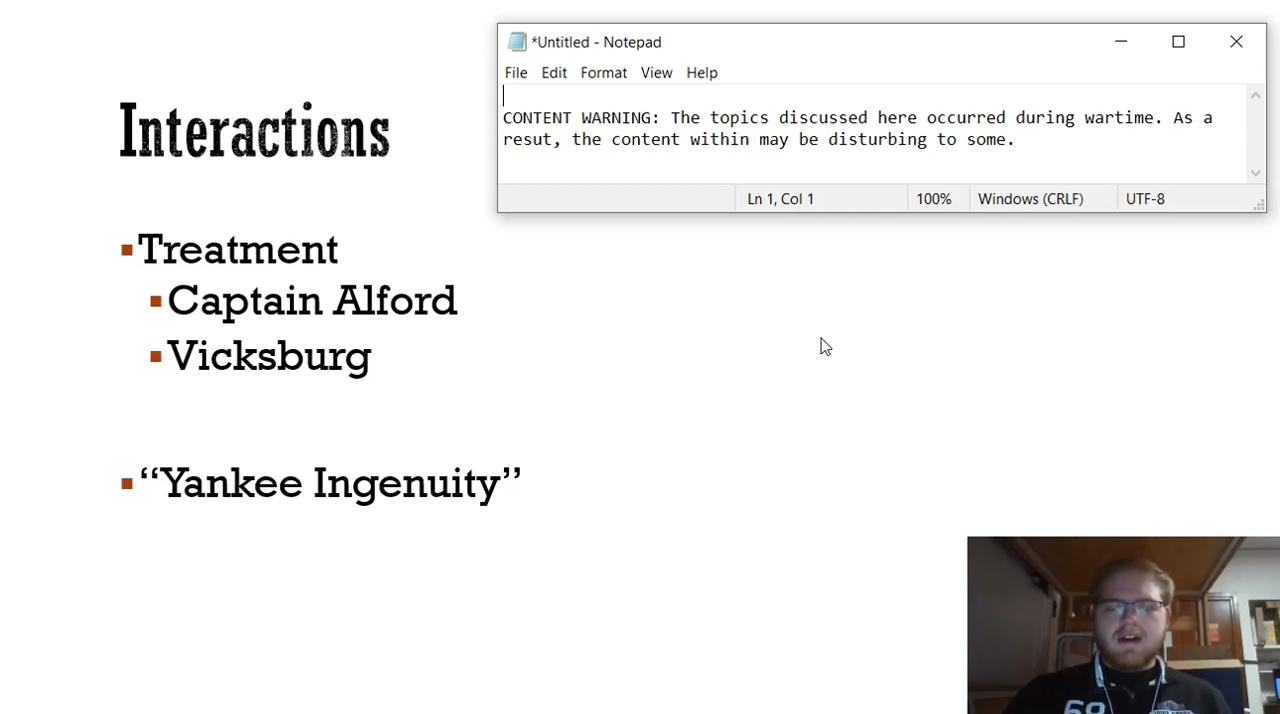 *Untitled - Notepad
File Edit Format View Help
CONTENT WARNING: The topics discussed here occurred during wartime. As a
resut, the content within may be disturbing to some.
Ln 1, Col 1 100% Windows (CRLF) UTF-8
Interactions
Treatment
Captain Alford
Vicksburg
“Yankee Ingenuity”
69